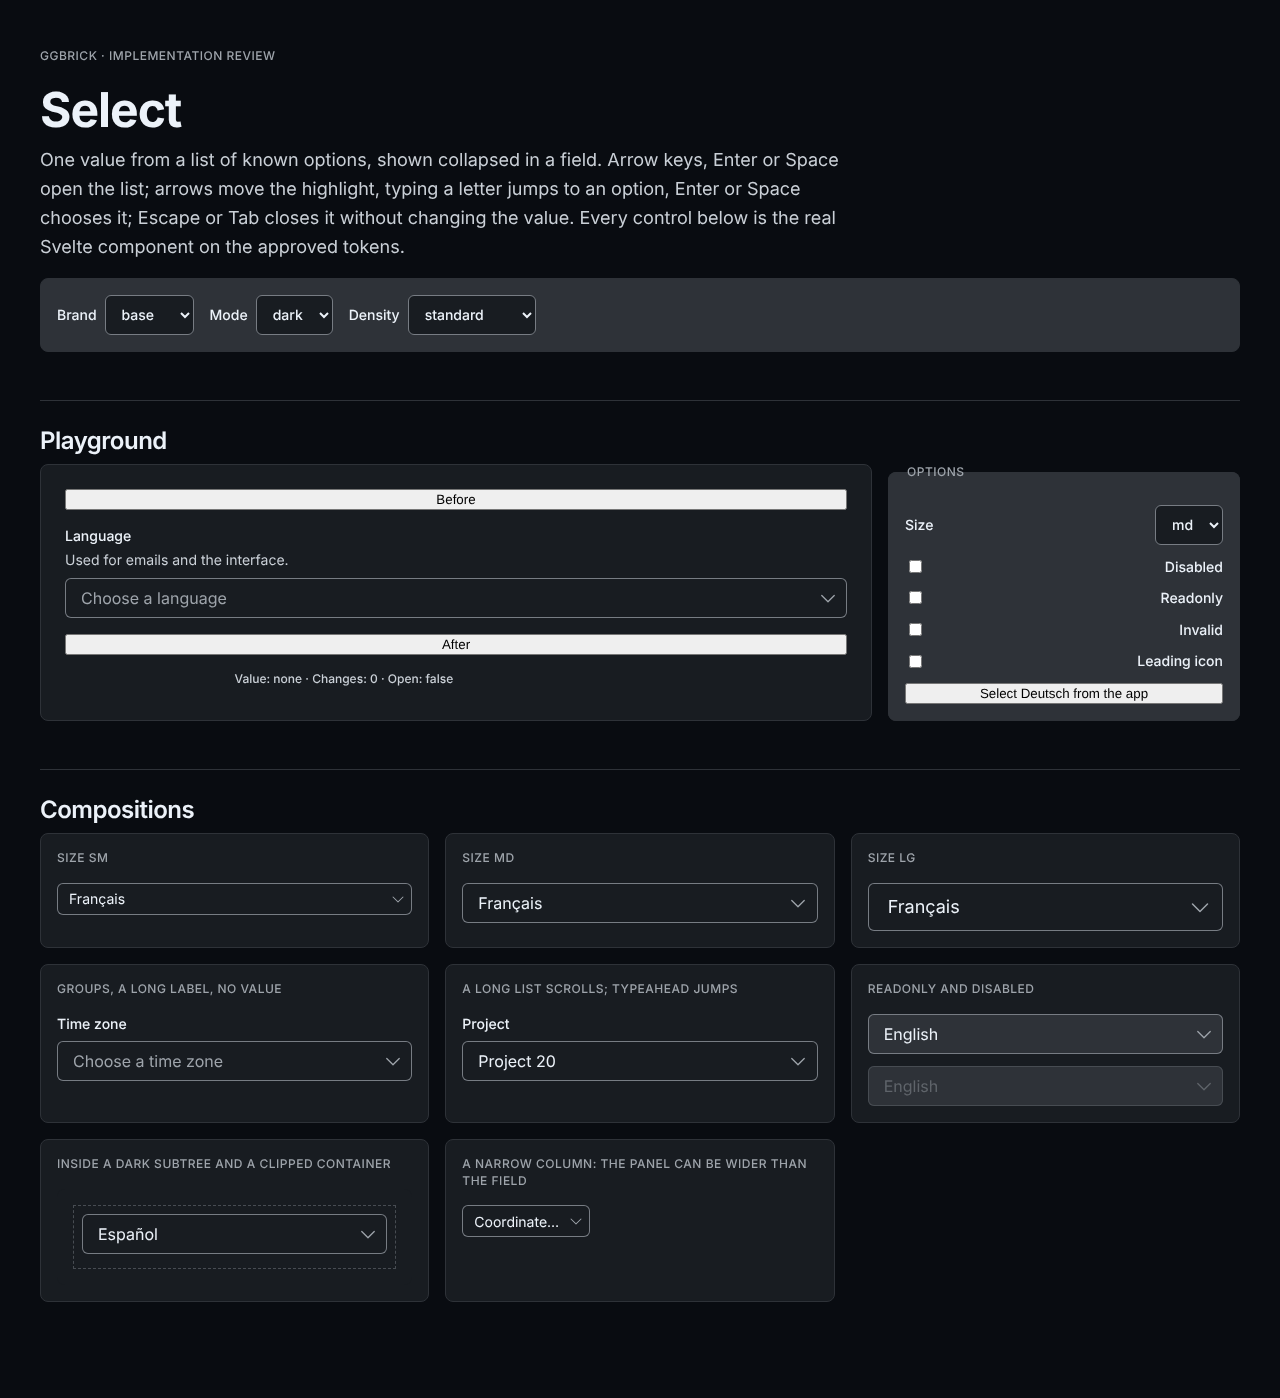 GGBRICK · IMPLEMENTATION REVIEW
Select
One value from a list of known options, shown collapsed in a field. Arrow keys, Enter or Space
open the list; arrows move the highlight, typing a letter jumps to an option, Enter or Space
chooses it; Escape or Tab closes it without changing the value. Every control below is the real
Svelte component on the approved tokens.
Brand base Mode dark Density standard
Playground
Before
Language
Used for emails and the interface.
Choose a language
After
Value: none · Changes: 0 · Open: false
OPTIONS
Size md
Disabled
Readonly
Invalid
Leading icon
Select Deutsch from the app
Compositions
SIZE SM
Français
SIZE MD
Français
SIZE LG
Français
GROUPS, A LONG LABEL, NO VALUE
Time zone
Choose a time zone
A LONG LIST SCROLLS; TYPEAHEAD JUMPS
Project
Project 20
READONLY AND DISABLED
English
English
INSIDE A DARK SUBTREE AND A CLIPPED CONTAINER
Español
A NARROW COLUMN: THE PANEL CAN BE WIDER THAN
THE FIELD
Coordinate...